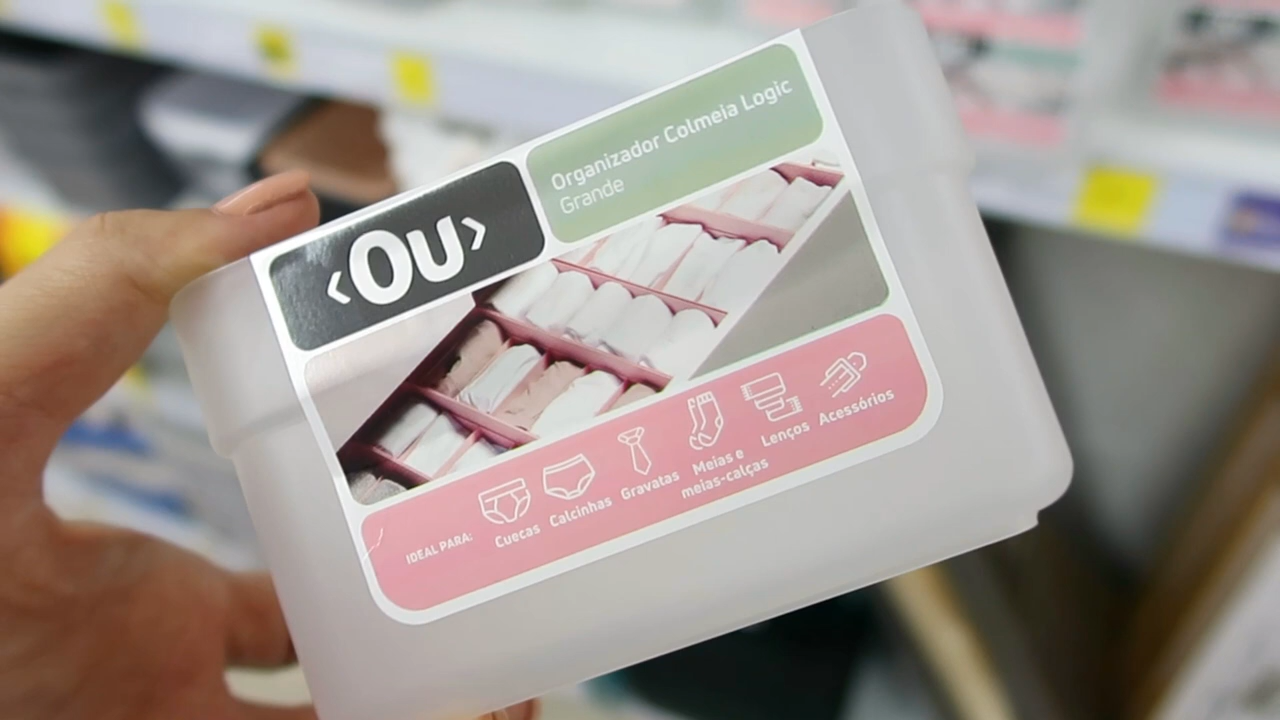 ‹Ou›
Organizador Colmeia Logic
Grande
IDEAL PARA:
Cuecas
Calcinhas
Gravatas
Meias e
meias-calças
Lenços
Acessórios